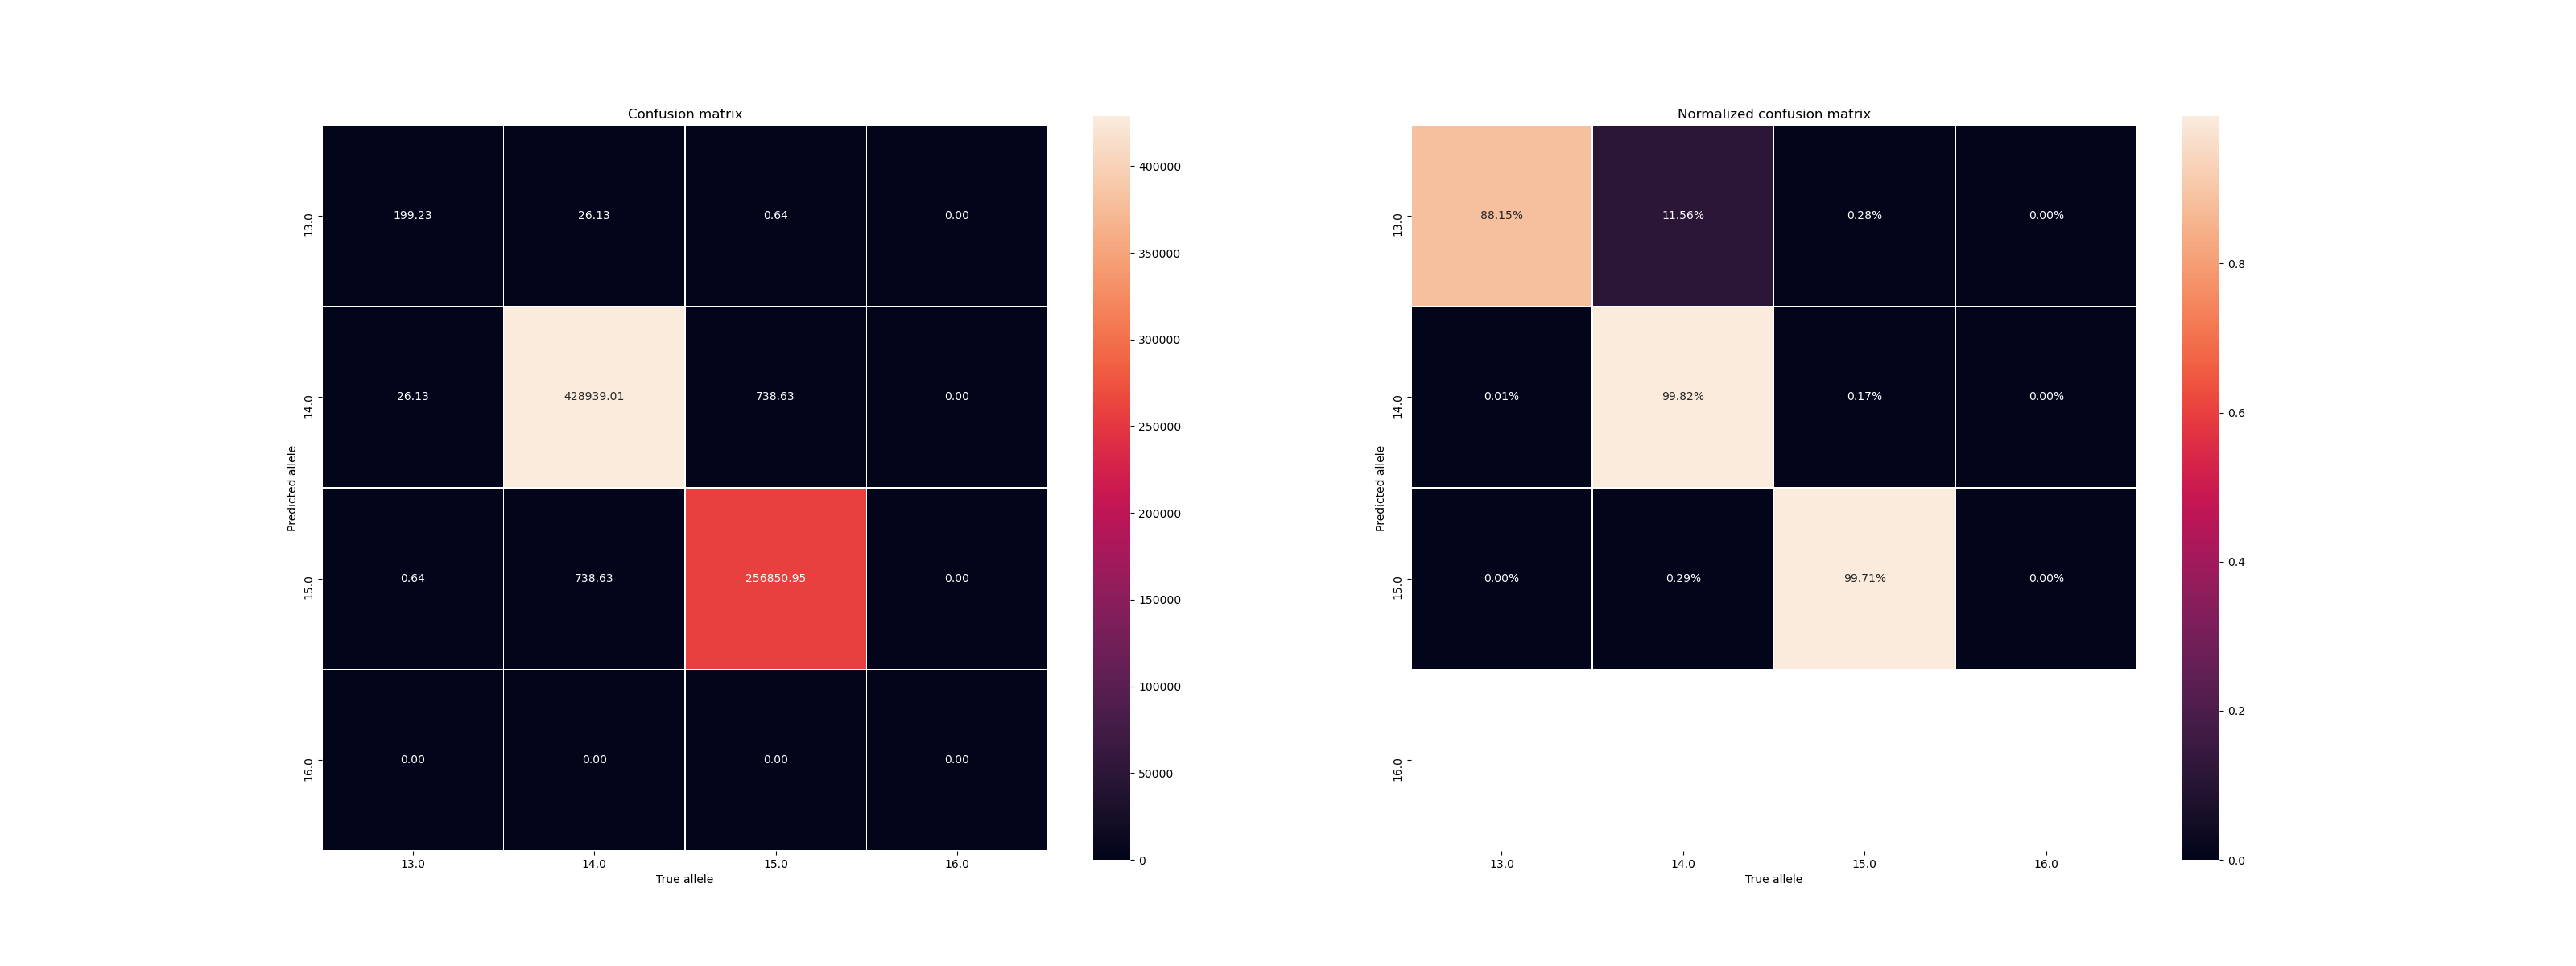 Confusion matrix
199.23 26.13 0.64 0.00
26.13 428939.01 738.63 0.00
0.64 738.63 256850.95 0.00
0.00 0.00 0.00 0.00
13.0
14.0
15.0
16.0
Predicted allele
13.0 14.0 15.0 16.0
True allele
400000
350000
300000
250000
200000
150000
100000
50000
0
Normalized confusion matrix
88.15% 11.56% 0.28% 0.00%
0.01% 99.82% 0.17% 0.00%
0.00% 0.29% 99.71% 0.00%
13.0
14.0
15.0
16.0
Predicted allele
13.0 14.0 15.0 16.0
True allele
0.8
0.6
0.4
0.2
0.0